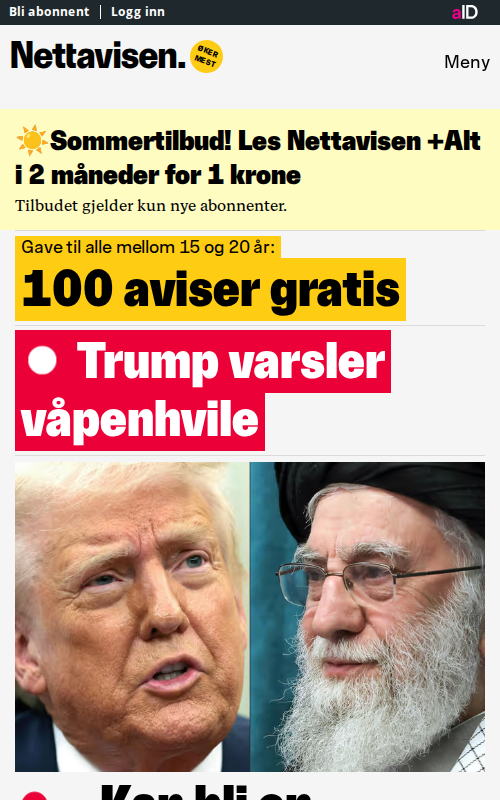 Bli abonnent | Logg inn
aID
Nettavisen.
ØKER
MEST
Meny
☀️Sommertilbud! Les Nettavisen +Alt
i 2 måneder for 1 krone
Tilbudet gjelder kun nye abonnenter.
Gave til alle mellom 15 og 20 år:
100 aviser gratis
Trump varsler
våpenhvile